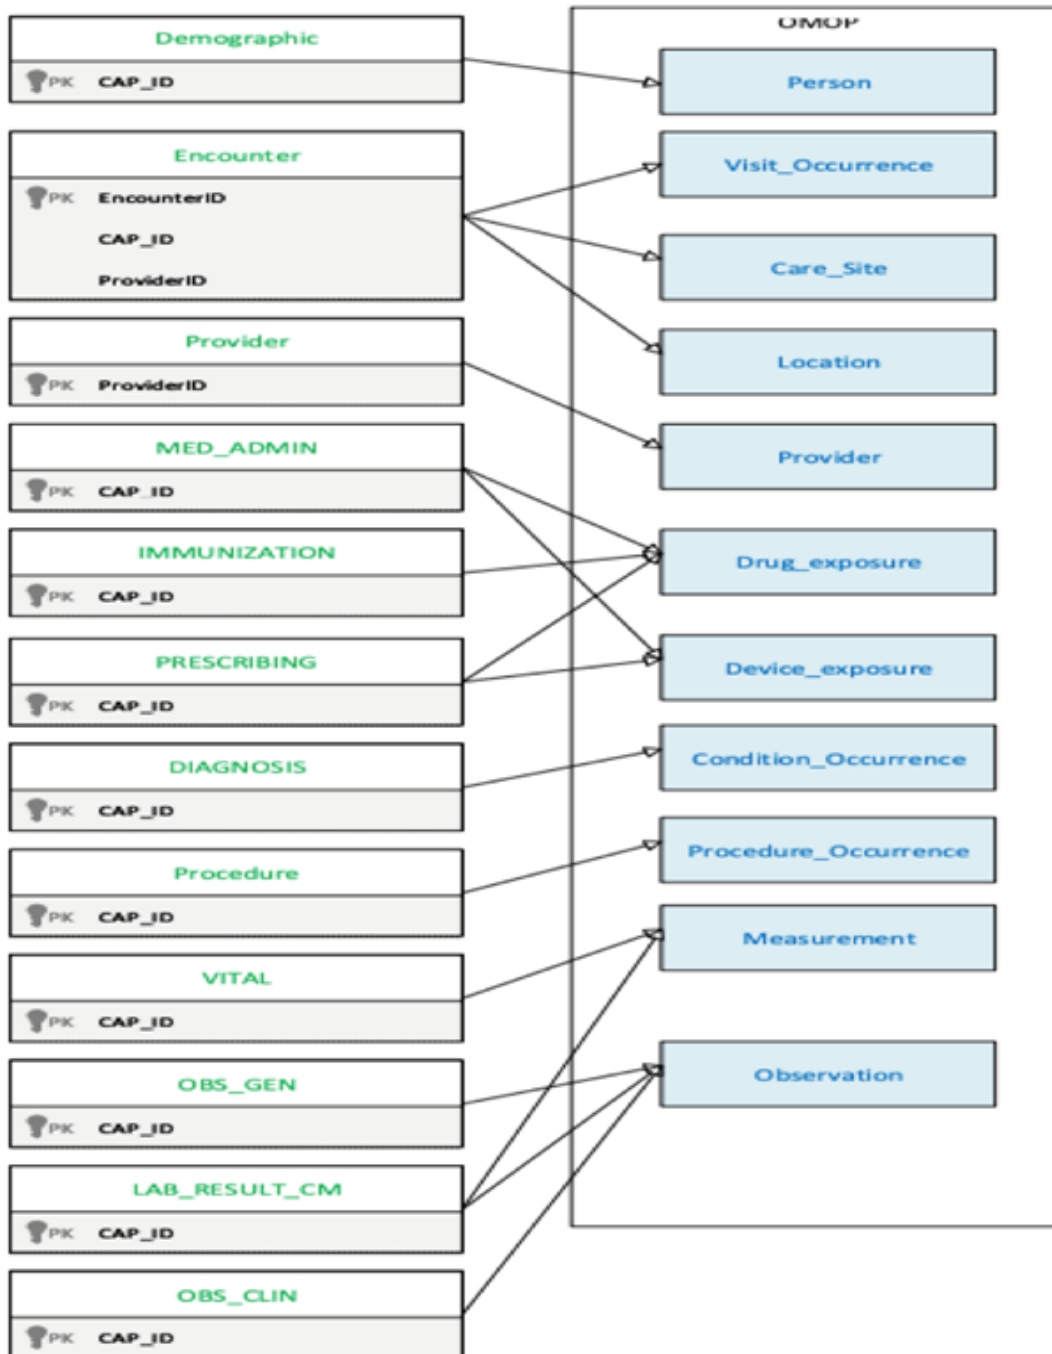 Demographic
PK CAP_ID
Encounter
PK EncounterID
CAP_ID
ProviderID
Provider
PK ProviderID
MED_ADMIN
PK CAP_ID
IMMUNIZATION
PK CAP_ID
PRESCRIBING
PK CAP_ID
DIAGNOSIS
PK CAP_ID
Procedure
PK CAP_ID
VITAL
PK CAP_ID
OBS_GEN
PK CAP_ID
LAB_RESULT_CM
PK CAP_ID
OBS_CLIN
PK CAP_ID
OMOP
Person
Visit_Occurrence
Care_Site
Location
Provider
Drug_exposure
Device_exposure
Condition_Occurrence
Procedure_Occurrence
Measurement
Observation